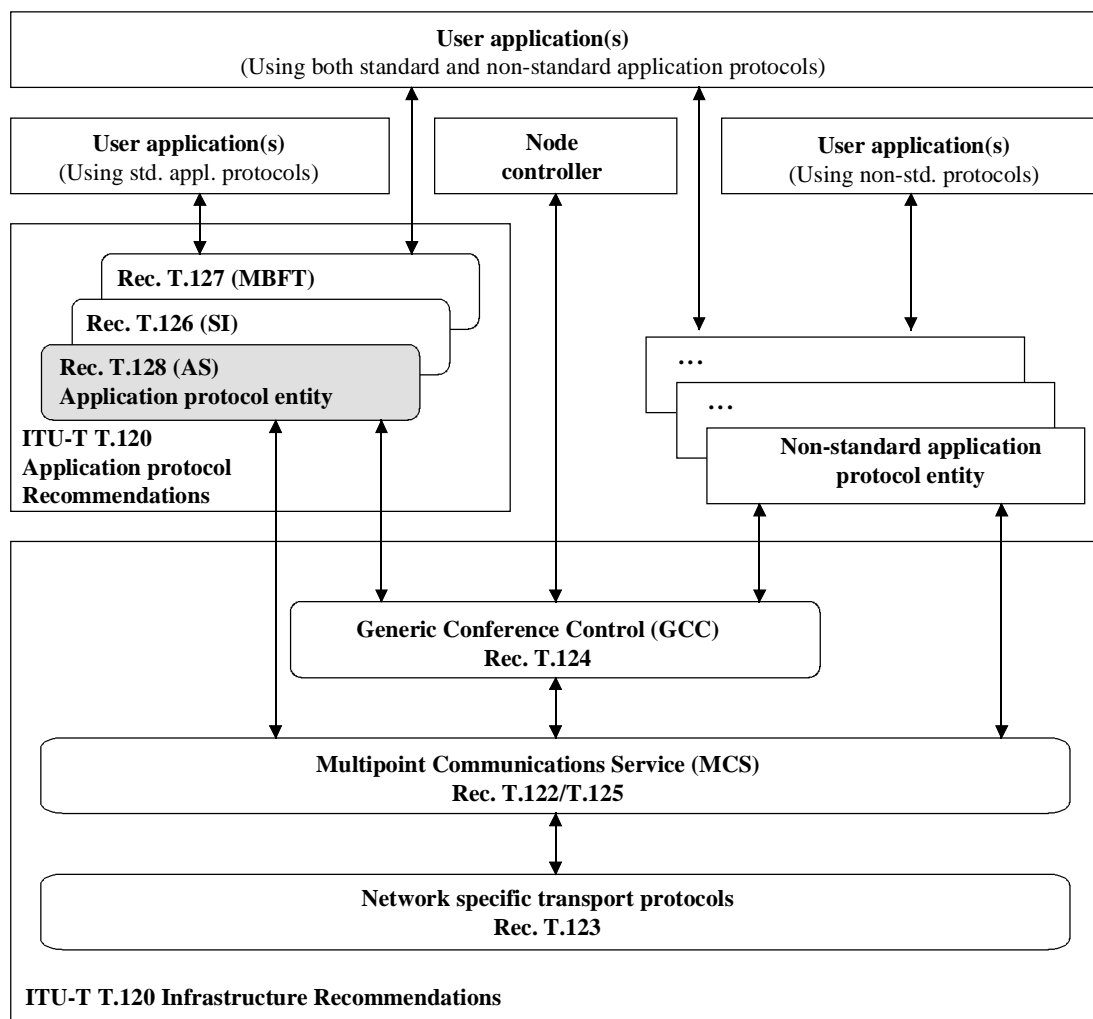 User application(s)
(Using both standard and non-standard application protocols)
User application(s)
(Using std. appl. protocols)
Node
controller
User application(s)
(Using non-std. protocols)
Rec. T.127 (MBFT)
Rec. T.126 (SI)
Rec. T.128 (AS)
Application protocol entity
ITU-T T.120
Application protocol
Recommendations
…
…
Non-standard application
protocol entity
Generic Conference Control (GCC)
Rec. T.124
Multipoint Communications Service (MCS)
Rec. T.122/T.125
Network specific transport protocols
Rec. T.123
ITU-T T.120 Infrastructure Recommendations